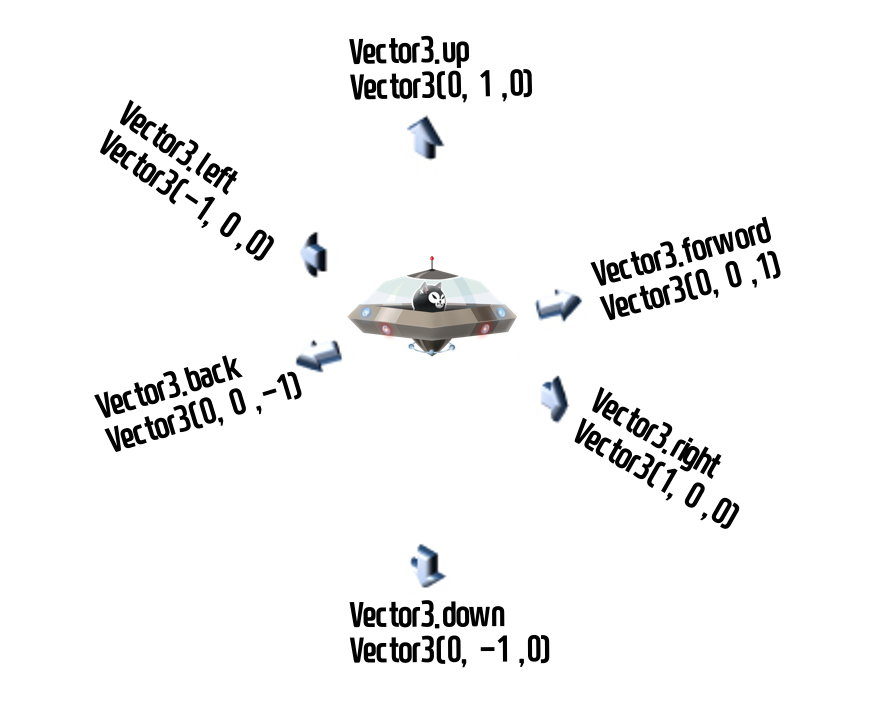 Vector3.up
Vector3(0, 1 ,0)
Vector3.left
Vector3(-1, 0 ,0)
Vector3.forword
Vector3(0, 0 ,1)
Vector3.back
Vector3(0, 0 ,-1)
Vector3.right
Vector3(1, 0 ,0)
Vector3.down
Vector3(0, -1 ,0)